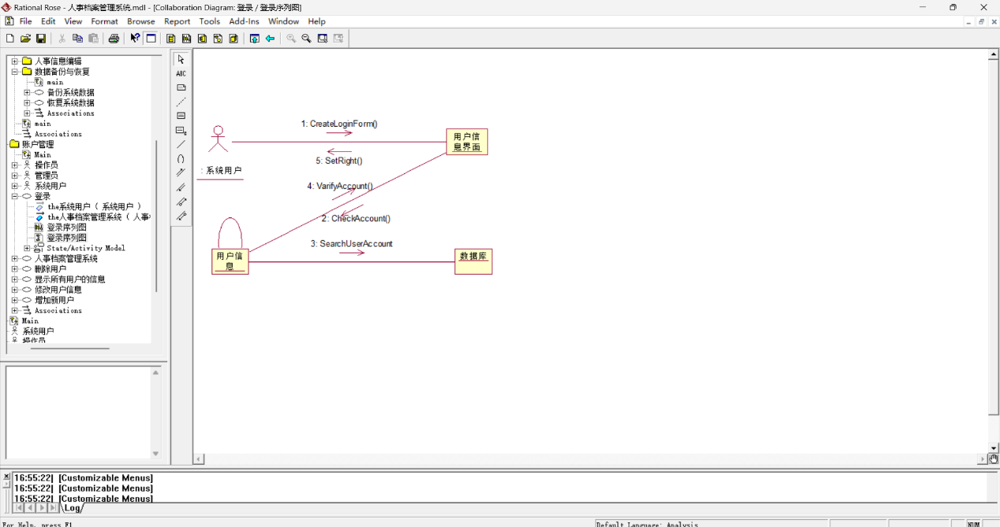 Rational Rose - 人事档案管理系统.mdl - [Collaboration Diagram: 登录 / 登录序列图]
File Edit View Format Browse Report Tools Add-Ins Window Help
人事信息编辑
数据备份与恢复
main
备份系统数据
恢复系统数据
Associations
main
Associations
账户管理
Main
操作员
管理员
系统用户
登录
the系统用户 ( 系统用户 )
the人事档案管理系统 ( 人事
登录序列图
登录序列图
State/Activity Model
人事档案管理系统
删除用户
显示所有用户的信息
修改用户信息
增加新用户
Associations
Main
系统用户
操作员
ABC
1: CreateLoginForm()
用户信
息界面
5: SetRight()
: 系统用户
4: VarifyAccount()
2: CheckAccount()
3: SearchUserAccount
用户信
息
数据库
16:55:22| [Customizable Menus]
16:55:22| [Customizable Menus]
16:55:22| [Customizable Menus]
Log
For Help, press F1
Default Language: Analysis
NUM